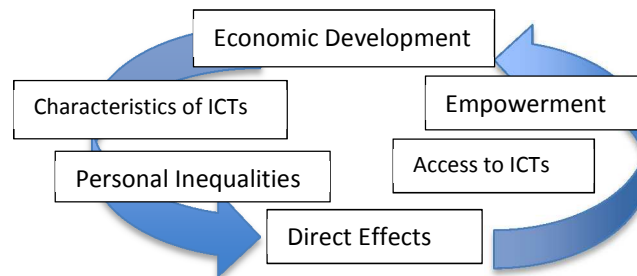 Economic Development
Characteristics of ICTs
Empowerment
Access to ICTs
Personal Inequalities
Direct Effects